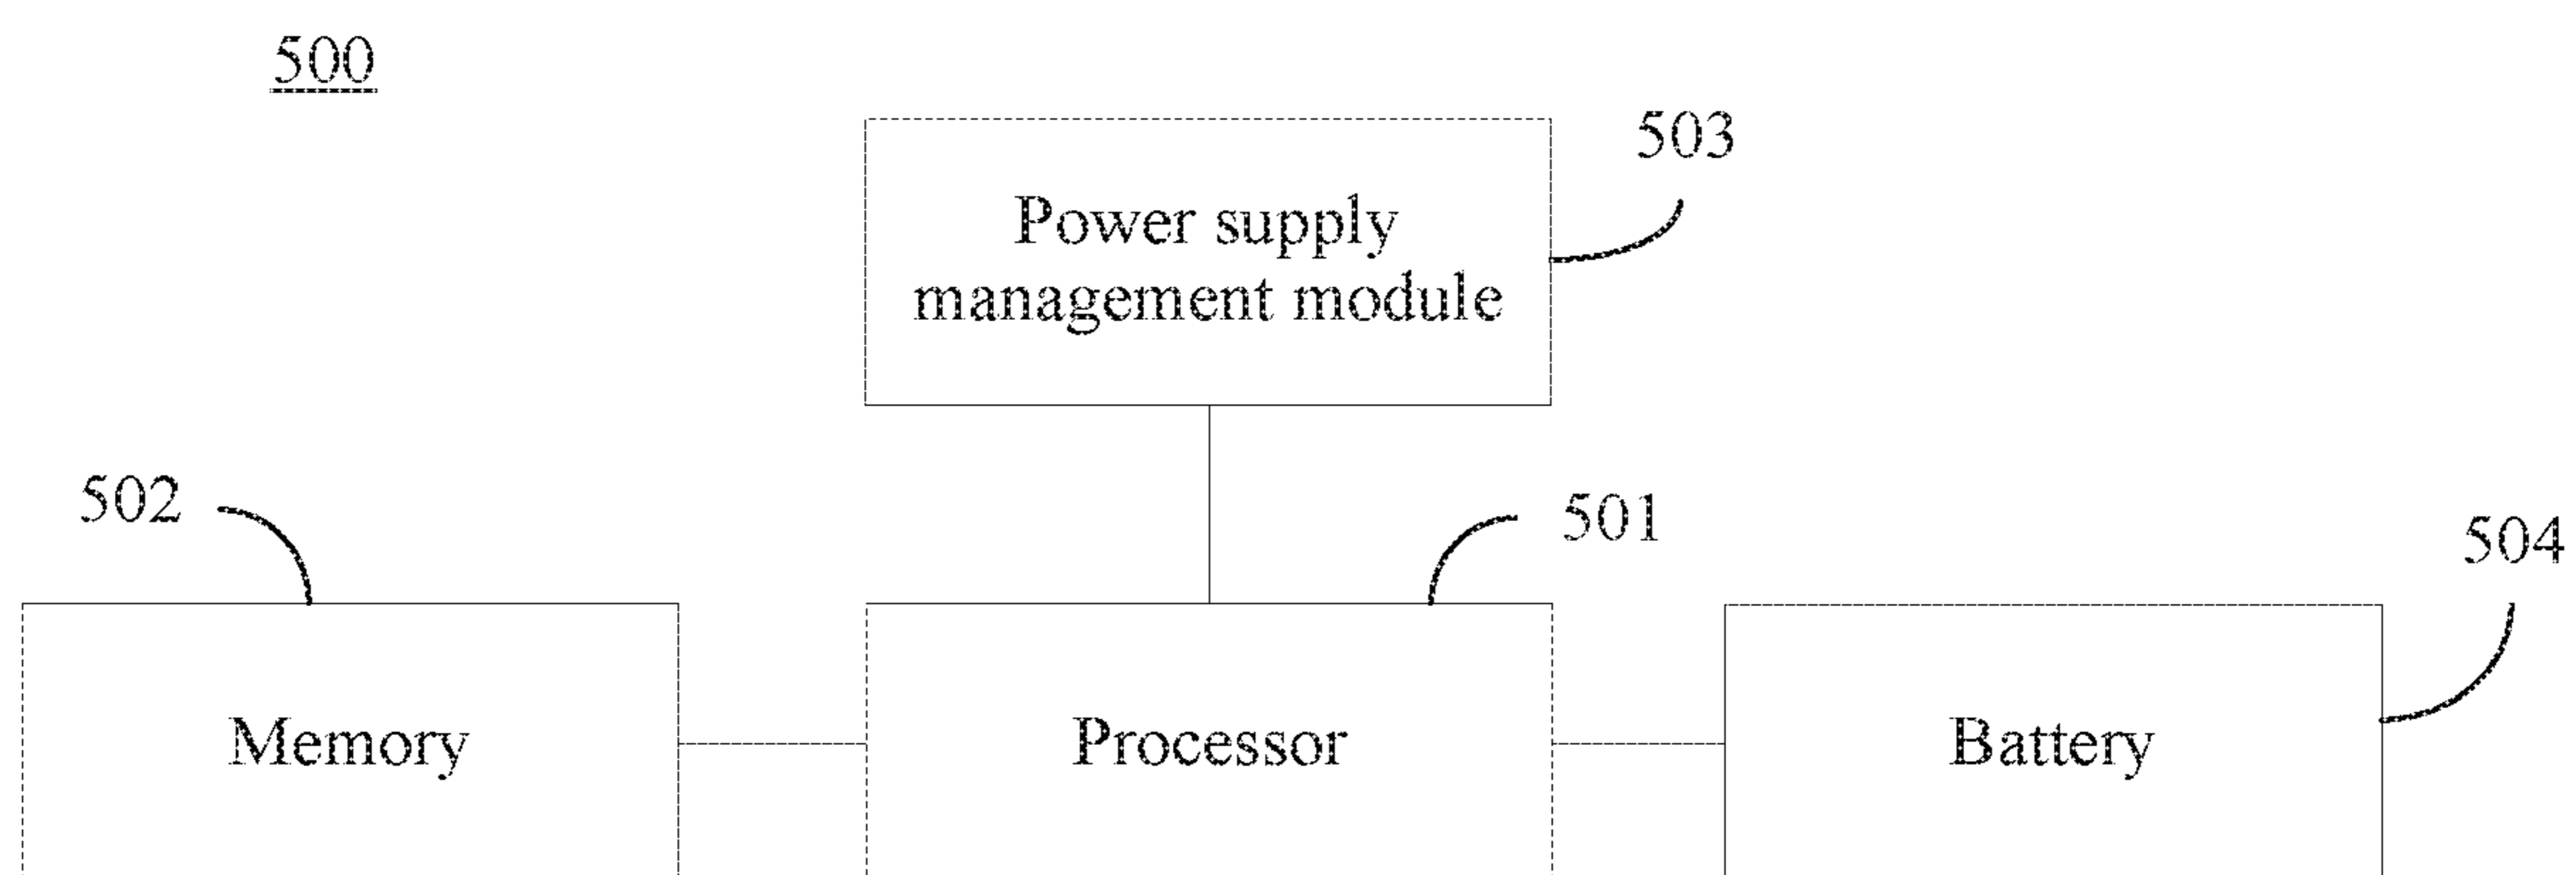 500
503
Power supply
management module
502
501
504
Memory
Processor
Battery